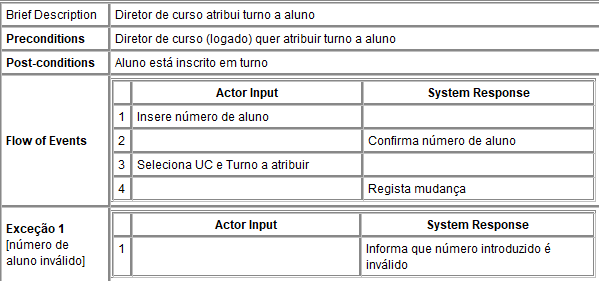 Brief Description Diretor de curso atribui turno a aluno
Preconditions Diretor de curso (logado) quer atribuir turno a aluno
Post-conditions Aluno está inscrito em turno
Flow of Events
Actor Input System Response
1 Insere número de aluno
2 Confirma número de aluno
3 Seleciona UC e Turno a atribuir
4 Regista mudança
Exceção 1
[número de
aluno inválido]
Actor Input System Response
1 Informa que número introduzido é
inválido